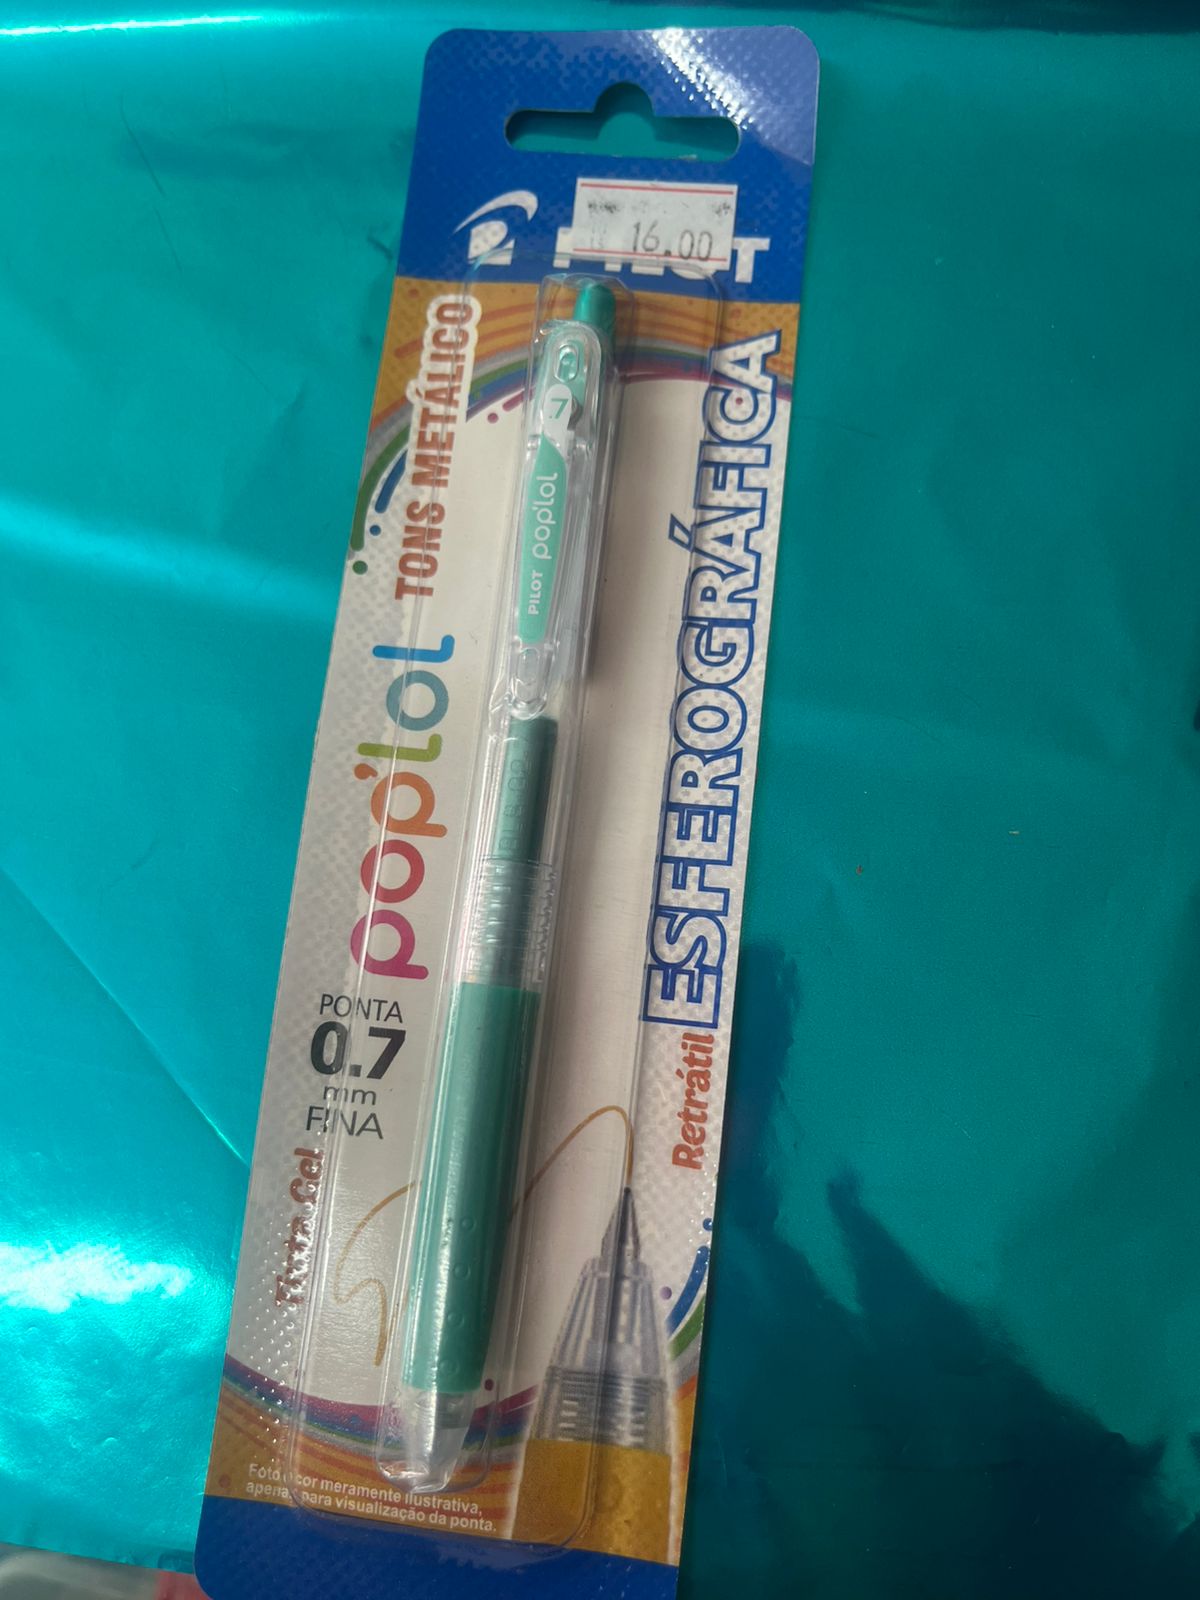 16.00
PILOT
TONS METÁLICO
pop'lol
.7
PILOT pop'lol
ESFEROGRÁFICA
Retrátil
PONTA
0.7
mm
FINA
Tinta Gel
Foto e cor meramente ilustrativa,
apenas para visualização da ponta.